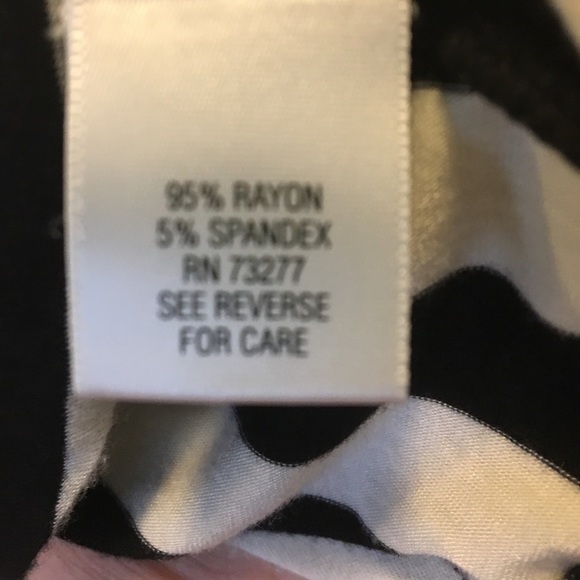 95% RAYON
5% SPANDEX
RN 73277
SEE REVERSE
FOR CARE